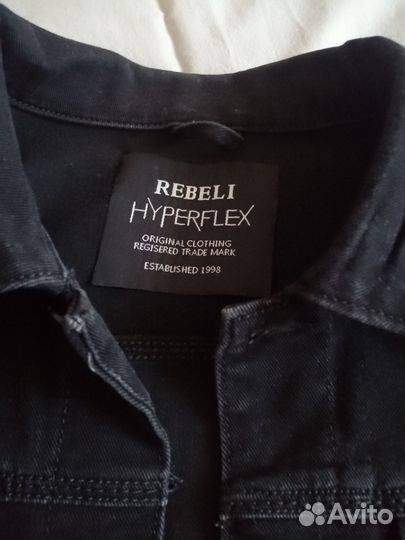 REBELI
HYPERFLEX
ORIGINAL CLOTHING
REGISERED TRADE MARK
ESTABLISHED 1998
Avito